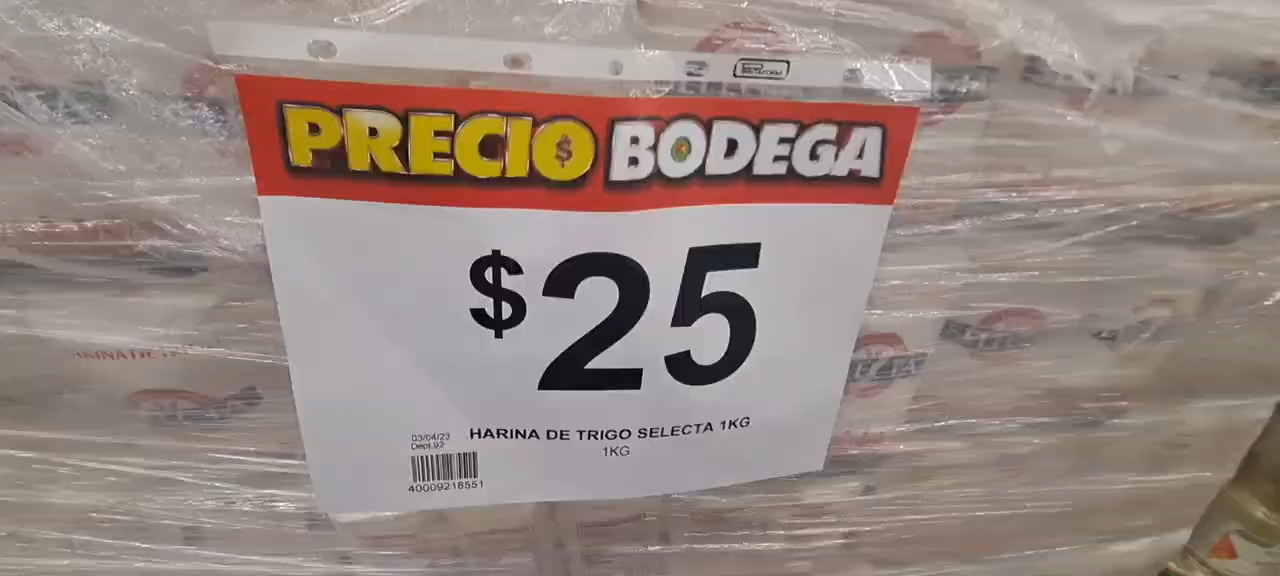 PRECIO BODEGA
$25
HARINA DE TRIGO SELECTA 1KG
1KG
03/04/23
Dept.92
40009218551